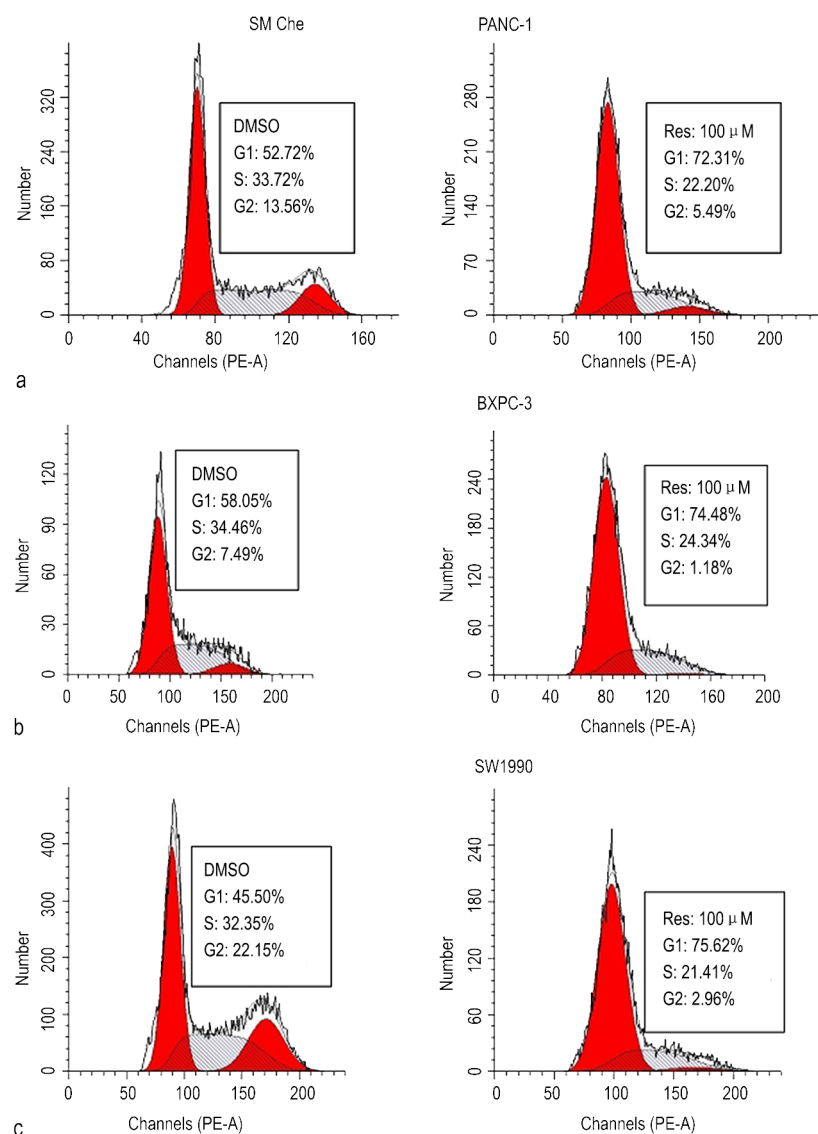 SM Che
PANC-1
Number
320
240
160
80
0
DMSO
G1: 52.72%
S: 33.72%
G2: 13.56%
0 40 80 120 160
Channels (PE-A)
Number
280
210
140
70
0
Res: 100 μM
G1: 72.31%
S: 22.20%
G2: 5.49%
0 50 100 150 200
Channels (PE-A)
a
BXPC-3
Number
120
90
60
30
0
DMSO
G1: 58.05%
S: 34.46%
G2: 7.49%
0 50 100 150 200
Channels (PE-A)
Number
240
180
120
60
0
Res: 100 μM
G1: 74.48%
S: 24.34%
G2: 1.18%
0 40 80 120 160 200
Channels (PE-A)
b
SW1990
Number
400
300
200
100
0
DMSO
G1: 45.50%
S: 32.35%
G2: 22.15%
0 50 100 150 200
Channels (PE-A)
Number
240
180
120
60
0
Res: 100 μM
G1: 75.62%
S: 21.41%
G2: 2.96%
0 50 100 150 200
Channels (PE-A)
c